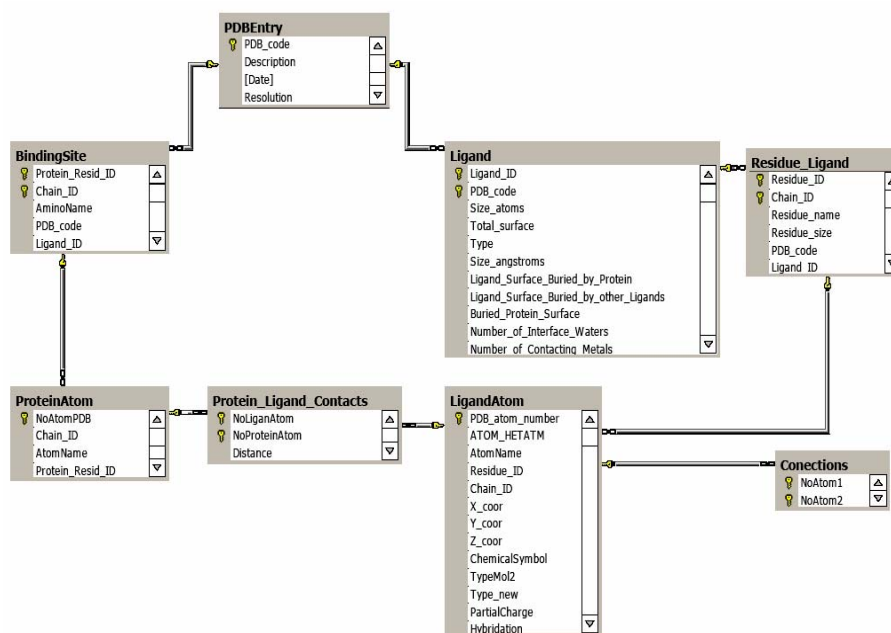 PDBEntry
PDB_code
Description
[Date]
Resolution
BindingSite
Protein_Resid_ID
Chain_ID
AminoName
PDB_code
Ligand_ID
Ligand
Ligand_ID
PDB_code
Size_atoms
Total_surface
Type
Size_angstroms
Ligand_Surface_Buried_by_Protein
Ligand_Surface_Buried_by_other_Ligands
Buried_Protein_Surface
Number_of_Interface_Waters
Number_of_Contacting_Metals
Residue_Ligand
Residue_ID
Chain_ID
Residue_name
Residue_size
PDB_code
Ligand_ID
ProteinAtom
NoAtomPDB
Chain_ID
AtomName
Protein_Resid_ID
Protein_Ligand_Contacts
NoLiganAtom
NoProteinAtom
Distance
LigandAtom
PDB_atom_number
ATOM_HETATM
AtomName
Residue_ID
Chain_ID
X_coor
Y_coor
Z_coor
ChemicalSymbol
TypeMol2
Type_new
PartialCharge
Hybridation
Conections
NoAtom1
NoAtom2